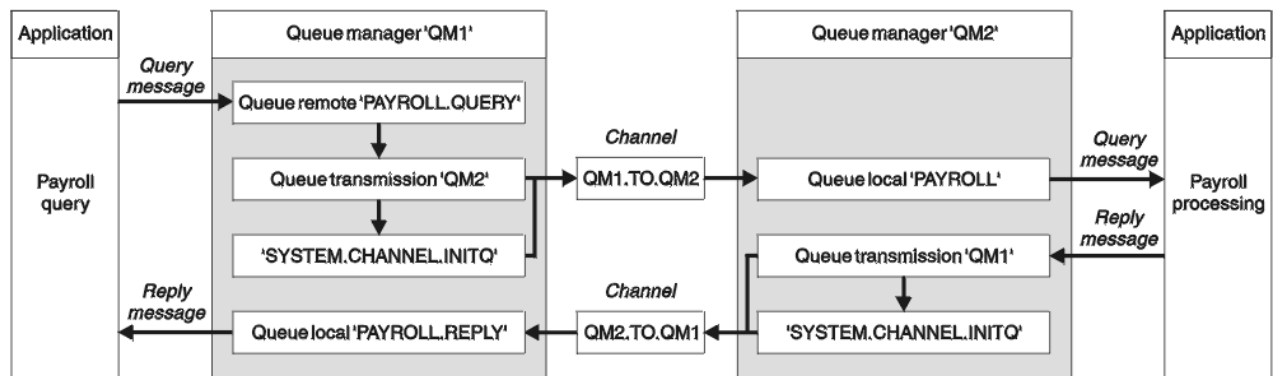 Application
Queue manager 'QM1'
Queue manager 'QM2'
Application
Query
message
Queue remote 'PAYROLL.QUERY'
Channel
Query
message
Payroll
query
Queue transmission 'QM2'
QM1.TO.QM2
Queue local 'PAYROLL'
Payroll
processing
'SYSTEM.CHANNEL.INITQ'
Queue transmission 'QM1'
Reply
message
Reply
message
Channel
Queue local 'PAYROLL.REPLY'
QM2.TO.QM1
'SYSTEM.CHANNEL.INITQ'